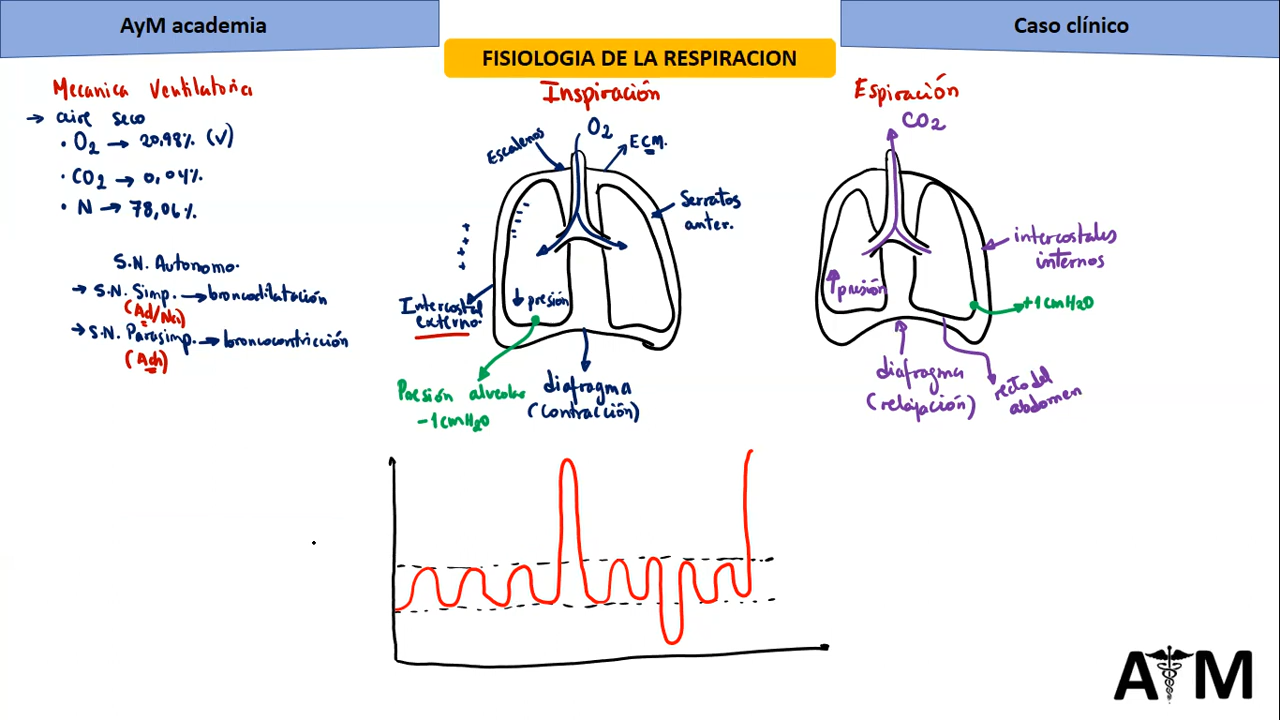 AyM academia
Caso clínico
FISIOLOGIA DE LA RESPIRACION
Mecanica Ventilatoria
→ aire seco
• O2 → 20,98% (V)
• CO2 → 0,04%
• N → 78,06%
S.N. Autonomo.
→ S.N. Simp. → broncodilatación
(Ad/Na)
→ S.N. Parasimp. → broncocontricción
(Ach)
Inspiración
O2
Escalenos
ECM.
Serratos
anter.
Intercostal
externo.
↓ presión
Presión alveolar
-1cmH2O
diafragma
(contracción)
Espiración
CO2
intercostales
internos
↑ presión
+1cmH2O
diafragma
(relajación)
recto del
abdomen
AYM